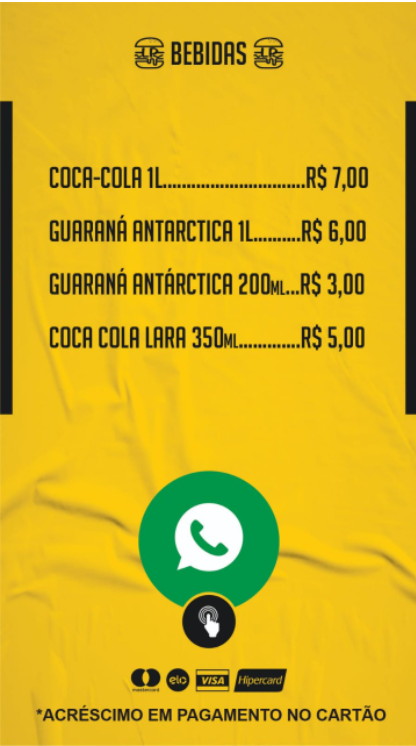 BEBIDAS
COCA-COLA 1L..............................R$ 7,00
GUARANÁ ANTARCTICA 1L..........R$ 6,00
GUARANÁ ANTÁRCTICA 200ML...R$ 3,00
COCA COLA LARA 350ML.............R$ 5,00
mastercard elo VISA Hipercard
*ACRÉSCIMO EM PAGAMENTO NO CARTÃO